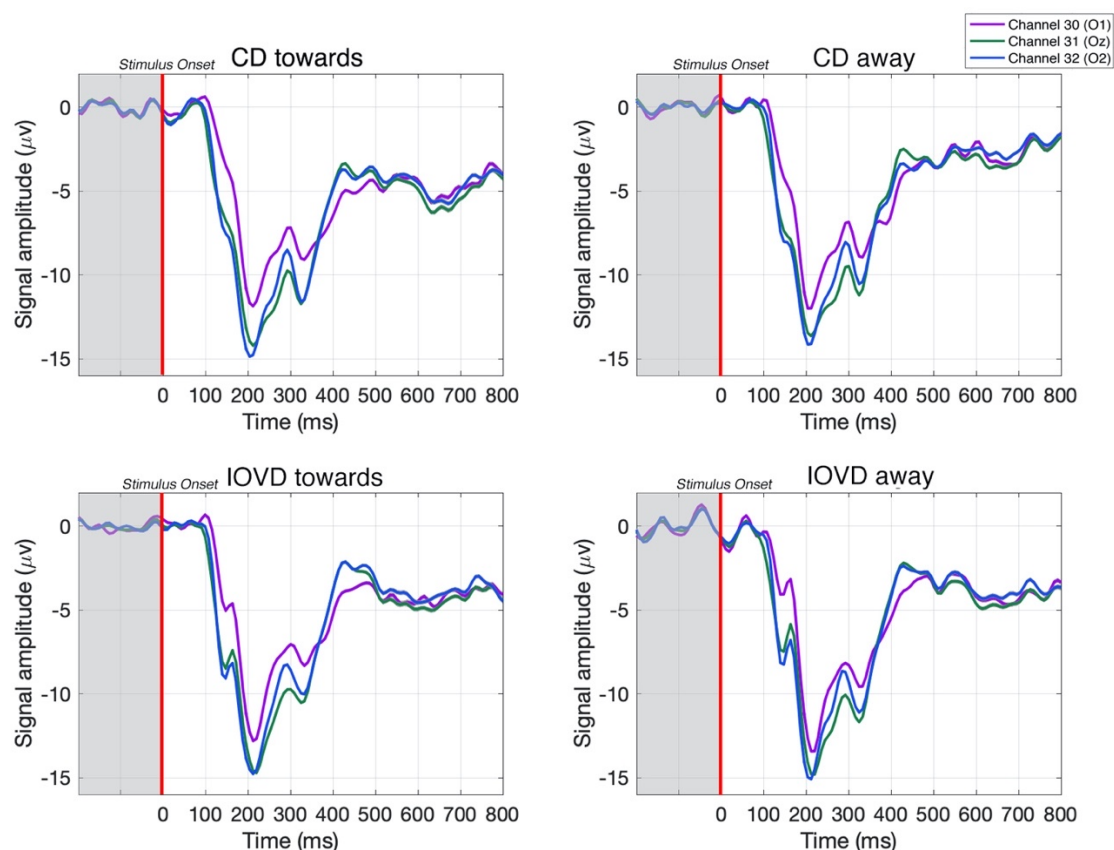 Channel 30 (O1)
Channel 31 (Oz)
Channel 32 (O2)
Stimulus Onset
CD towards
0
-5
-10
-15
Signal amplitude (μv)
0 100 200 300 400 500 600 700 800
Time (ms)
Stimulus Onset
CD away
0
-5
-10
-15
Signal amplitude (μv)
0 100 200 300 400 500 600 700 800
Time (ms)
IOVD towards
Stimulus Onset
0
-5
-10
-15
Signal amplitude (μv)
0 100 200 300 400 500 600 700 800
Time (ms)
IOVD away
Stimulus Onset
0
-5
-10
-15
Signal amplitude (μv)
0 100 200 300 400 500 600 700 800
Time (ms)